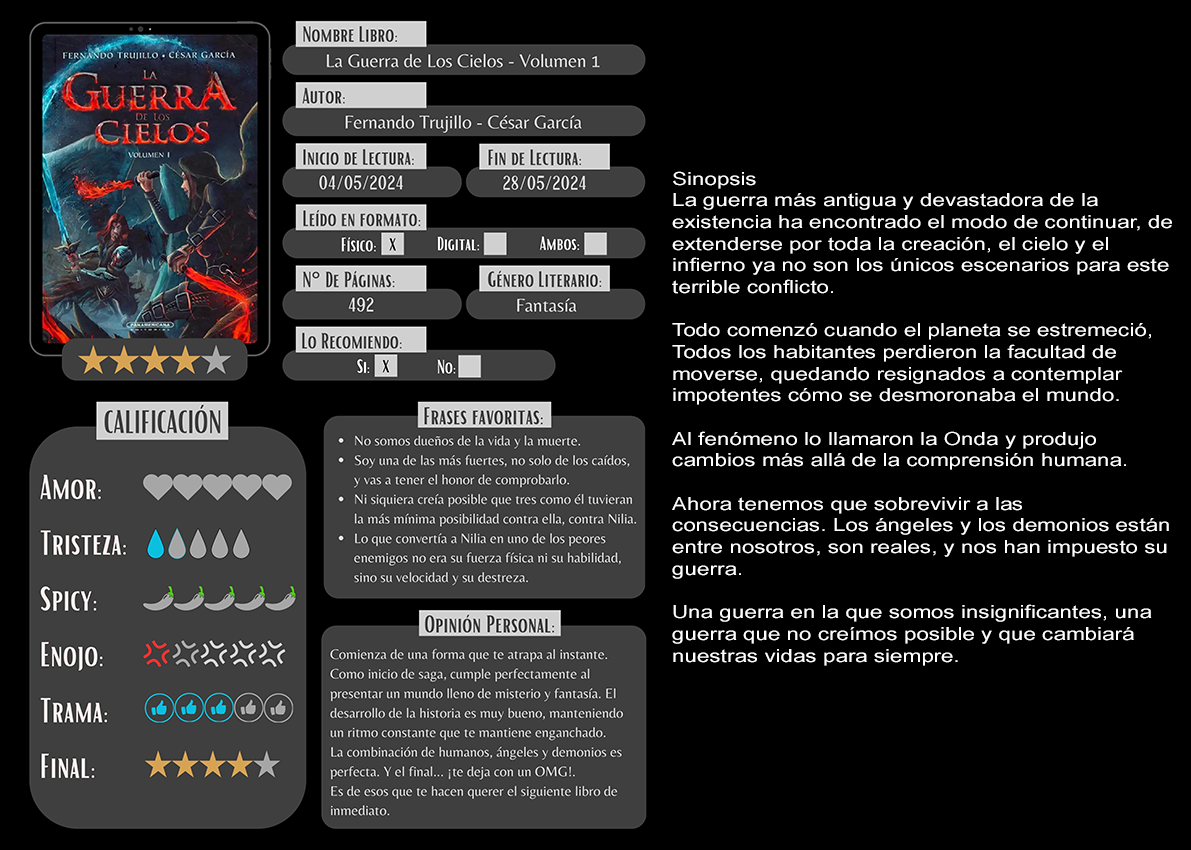 FERNANDO TRUJILLO • CÉSAR GARCÍA
LA
GUERRA
DE LOS
CIELOS
VOLUMEN I
PANAMERICANA
EDITORIAL
NOMBRE LIBRO:
La Guerra de Los Cielos - Volumen 1
AUTOR:
Fernando Trujillo - César García
INICIO DE LECTURA:
04/05/2024
FIN DE LECTURA:
28/05/2024
LEÍDO EN FORMATO:
FÍSICO: X DIGITAL: AMBOS:
N° DE PÁGINAS:
492
GÉNERO LITERARIO:
Fantasía
LO RECOMIENDO:
SI: X NO:
CALIFICACIÓN
AMOR:
TRISTEZA:
SPICY:
ENOJO:
TRAMA:
FINAL:
FRASES FAVORITAS:
• No somos dueños de la vida y la muerte.
• Soy una de las más fuertes, no solo de los caídos,
y vas a tener el honor de comprobarlo.
• Ni siquiera creía posible que tres como él tuvieran
la más mínima posibilidad contra ella, contra Nilia.
• Lo que convertía a Nilia en uno de los peores
enemigos no era su fuerza física ni su habilidad,
sino su velocidad y su destreza.
OPINIÓN PERSONAL:
Comienza de una forma que te atrapa al instante.
Como inicio de saga, cumple perfectamente al
presentar un mundo lleno de misterio y fantasía. El
desarrollo de la historia es muy bueno, manteniendo
un ritmo constante que te mantiene enganchado.
La combinación de humanos, ángeles y demonios es
perfecta. Y el final... ¡te deja con un OMG!.
Es de esos que te hacen querer el siguiente libro de
inmediato.
Sinopsis
La guerra más antigua y devastadora de la
existencia ha encontrado el modo de continuar, de
extenderse por toda la creación, el cielo y el
infierno ya no son los únicos escenarios para este
terrible conflicto.
Todo comenzó cuando el planeta se estremeció,
Todos los habitantes perdieron la facultad de
moverse, quedando resignados a contemplar
impotentes cómo se desmoronaba el mundo.
Al fenómeno lo llamaron la Onda y produjo
cambios más allá de la comprensión humana.
Ahora tenemos que sobrevivir a las
consecuencias. Los ángeles y los demonios están
entre nosotros, son reales, y nos han impuesto su
guerra.
Una guerra en la que somos insignificantes, una
guerra que no creímos posible y que cambiará
nuestras vidas para siempre.